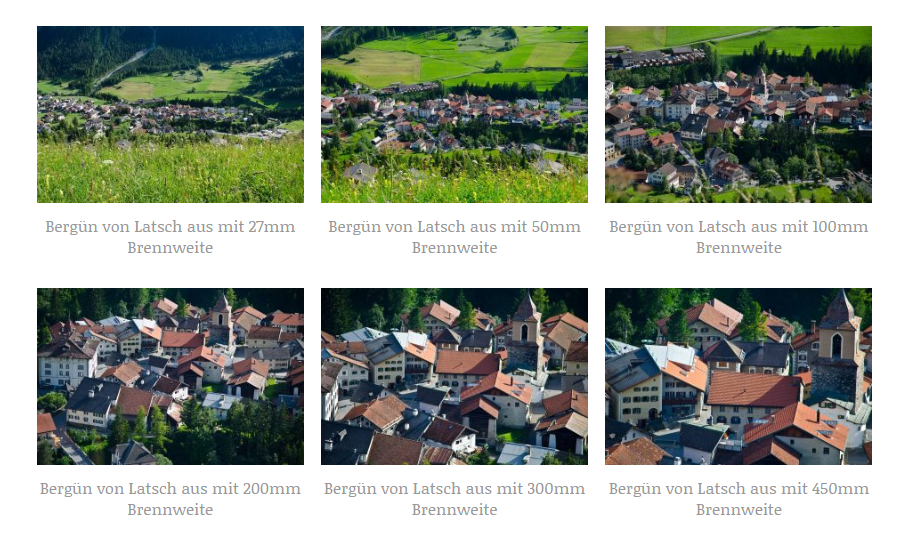 Bergün von Latsch aus mit 27mm
Brennweite
Bergün von Latsch aus mit 50mm
Brennweite
Bergün von Latsch aus mit 100mm
Brennweite
Bergün von Latsch aus mit 200mm
Brennweite
Bergün von Latsch aus mit 300mm
Brennweite
Bergün von Latsch aus mit 450mm
Brennweite